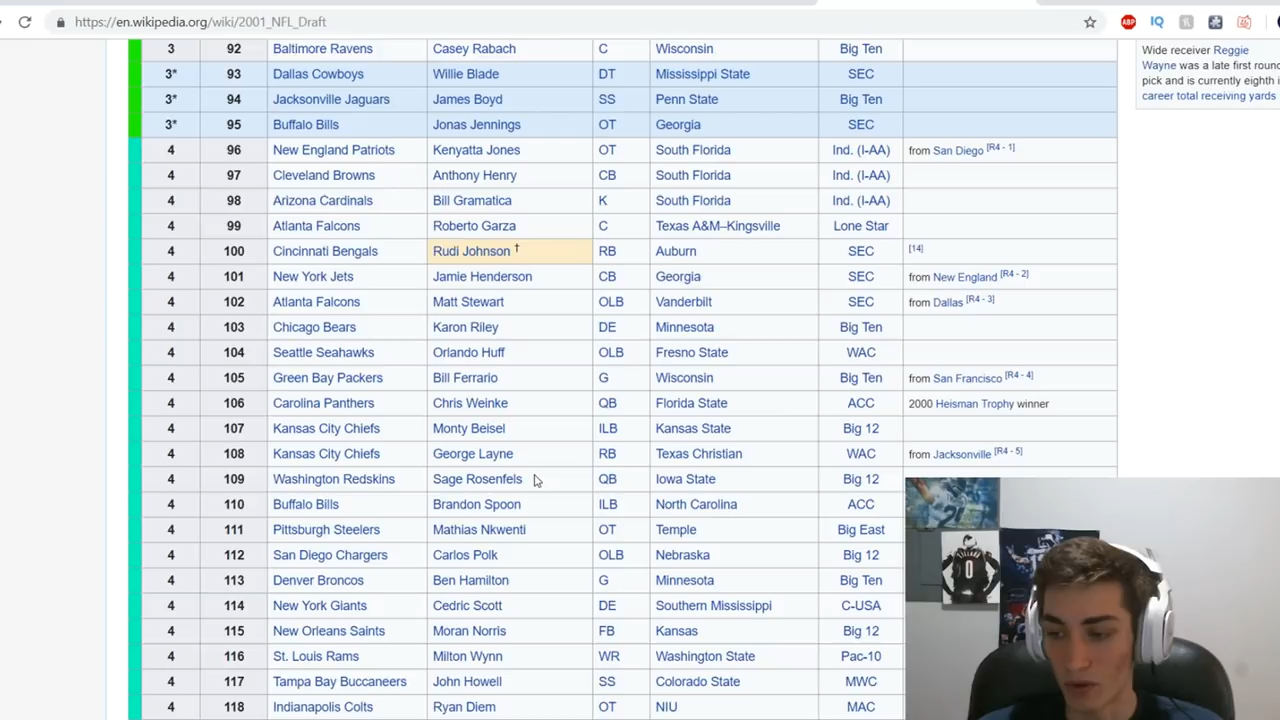 https://en.wikipedia.org/wiki/2001_NFL_Draft
ABP IQ
3 92 Baltimore Ravens Casey Rabach C Wisconsin Big Ten
3* 93 Dallas Cowboys Willie Blade DT Mississippi State SEC
3* 94 Jacksonville Jaguars James Boyd SS Penn State Big Ten
3* 95 Buffalo Bills Jonas Jennings OT Georgia SEC
4 96 New England Patriots Kenyatta Jones OT South Florida Ind. (I-AA) from San Diego [R4 - 1]
4 97 Cleveland Browns Anthony Henry CB South Florida Ind. (I-AA)
4 98 Arizona Cardinals Bill Gramatica K South Florida Ind. (I-AA)
4 99 Atlanta Falcons Roberto Garza C Texas A&M–Kingsville Lone Star
4 100 Cincinnati Bengals Rudi Johnson † RB Auburn SEC [14]
4 101 New York Jets Jamie Henderson CB Georgia SEC from New England [R4 - 2]
4 102 Atlanta Falcons Matt Stewart OLB Vanderbilt SEC from Dallas [R4 - 3]
4 103 Chicago Bears Karon Riley DE Minnesota Big Ten
4 104 Seattle Seahawks Orlando Huff OLB Fresno State WAC
4 105 Green Bay Packers Bill Ferrario G Wisconsin Big Ten from San Francisco [R4 - 4]
4 106 Carolina Panthers Chris Weinke QB Florida State ACC 2000 Heisman Trophy winner
4 107 Kansas City Chiefs Monty Beisel ILB Kansas State Big 12
4 108 Kansas City Chiefs George Layne RB Texas Christian WAC from Jacksonville [R4 - 5]
4 109 Washington Redskins Sage Rosenfels QB Iowa State Big 12
4 110 Buffalo Bills Brandon Spoon ILB North Carolina ACC
4 111 Pittsburgh Steelers Mathias Nkwenti OT Temple Big East
4 112 San Diego Chargers Carlos Polk OLB Nebraska Big 12
4 113 Denver Broncos Ben Hamilton G Minnesota Big Ten
4 114 New York Giants Cedric Scott DE Southern Mississippi C-USA
4 115 New Orleans Saints Moran Norris FB Kansas Big 12
4 116 St. Louis Rams Milton Wynn WR Washington State Pac-10
4 117 Tampa Bay Buccaneers John Howell SS Colorado State MWC
4 118 Indianapolis Colts Ryan Diem OT NIU MAC
Wide receiver Reggie
Wayne was a late first round
pick and is currently eighth i
career total receiving yards
0